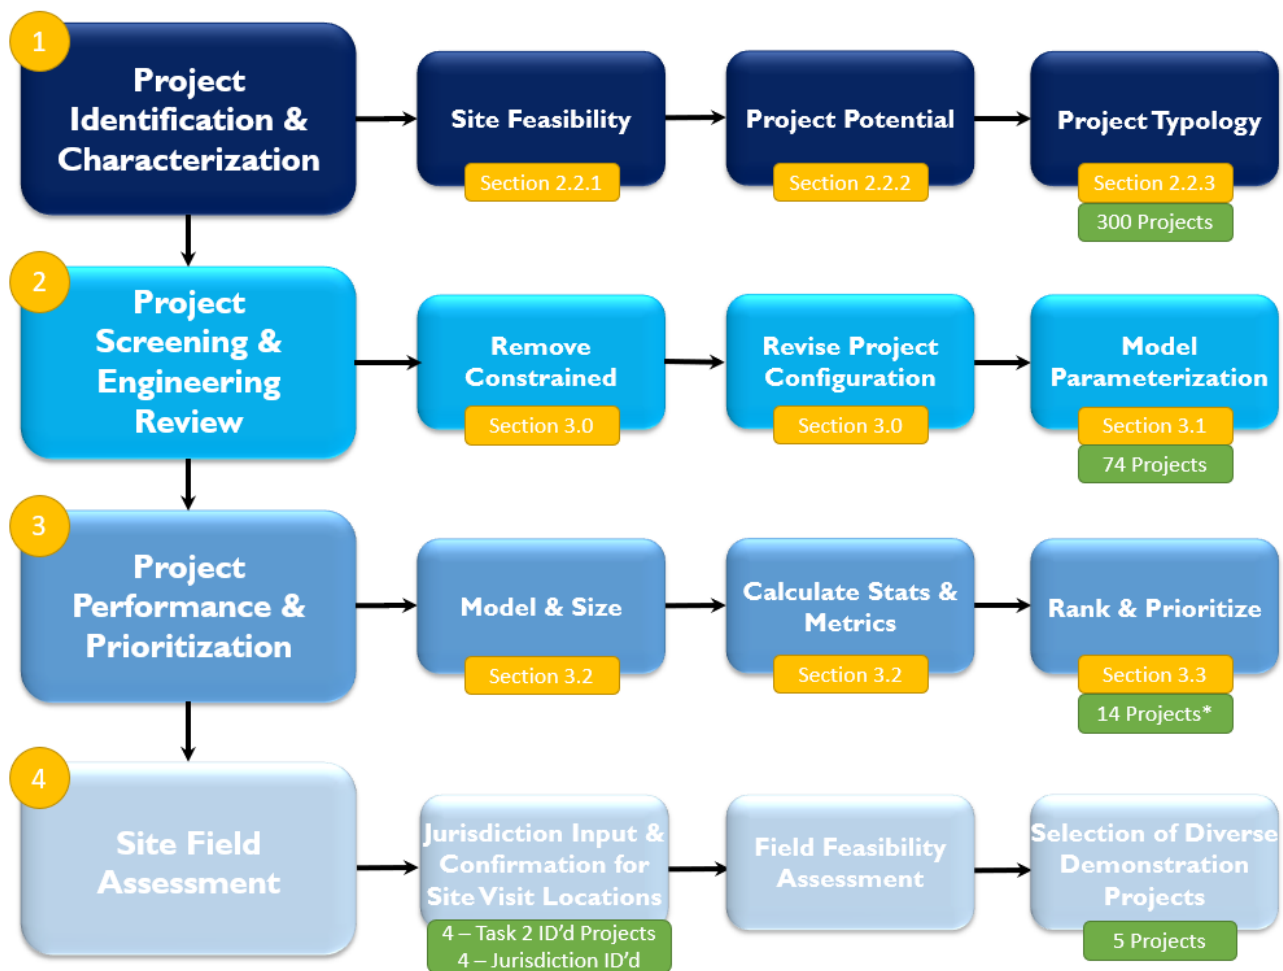 1
Project
Identification &
Characterization
Site Feasibility
Section 2.2.1
Project Potential
Section 2.2.2
Project Typology
Section 2.2.3
300 Projects
2
Project
Screening &
Engineering
Review
Remove
Constrained
Section 3.0
Revise Project
Configuration
Section 3.0
Model
Parameterization
Section 3.1
74 Projects
3
Project
Performance &
Prioritization
Model & Size
Section 3.2
Calculate Stats &
Metrics
Section 3.2
Rank & Prioritize
Section 3.3
14 Projects*
4
Site Field
Assessment
Jurisdiction Input &
Confirmation for
Site Visit Locations
4 – Task 2 ID’d Projects
4 – Jurisdiction ID’d
Field Feasibility
Assessment
Selection of Diverse
Demonstration
Projects
5 Projects